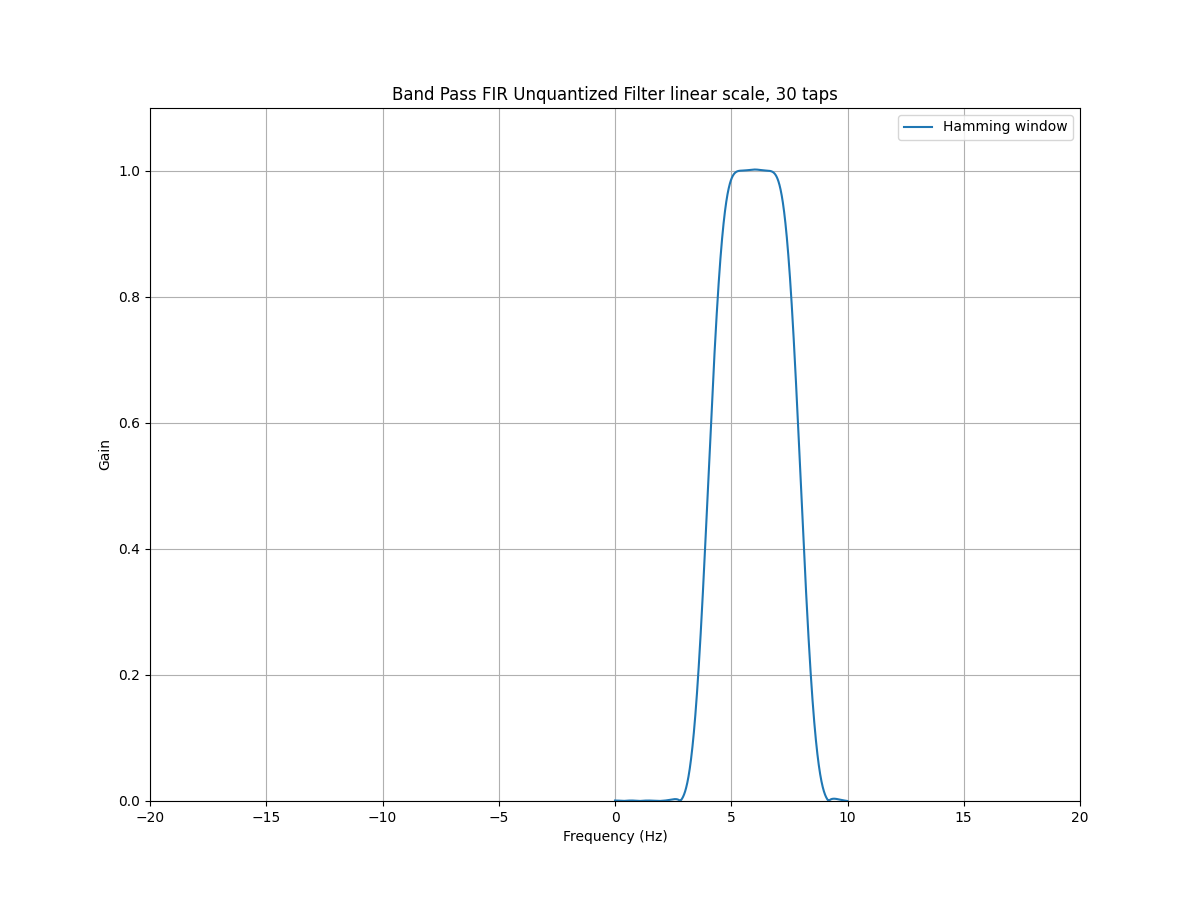 Band Pass FIR Unquantized Filter linear scale, 30 taps
Hamming window
1.0
0.8
0.6
Gain
0.4
0.2
0.0
−20 −15 −10 −5 0 5 10 15 20
Frequency (Hz)